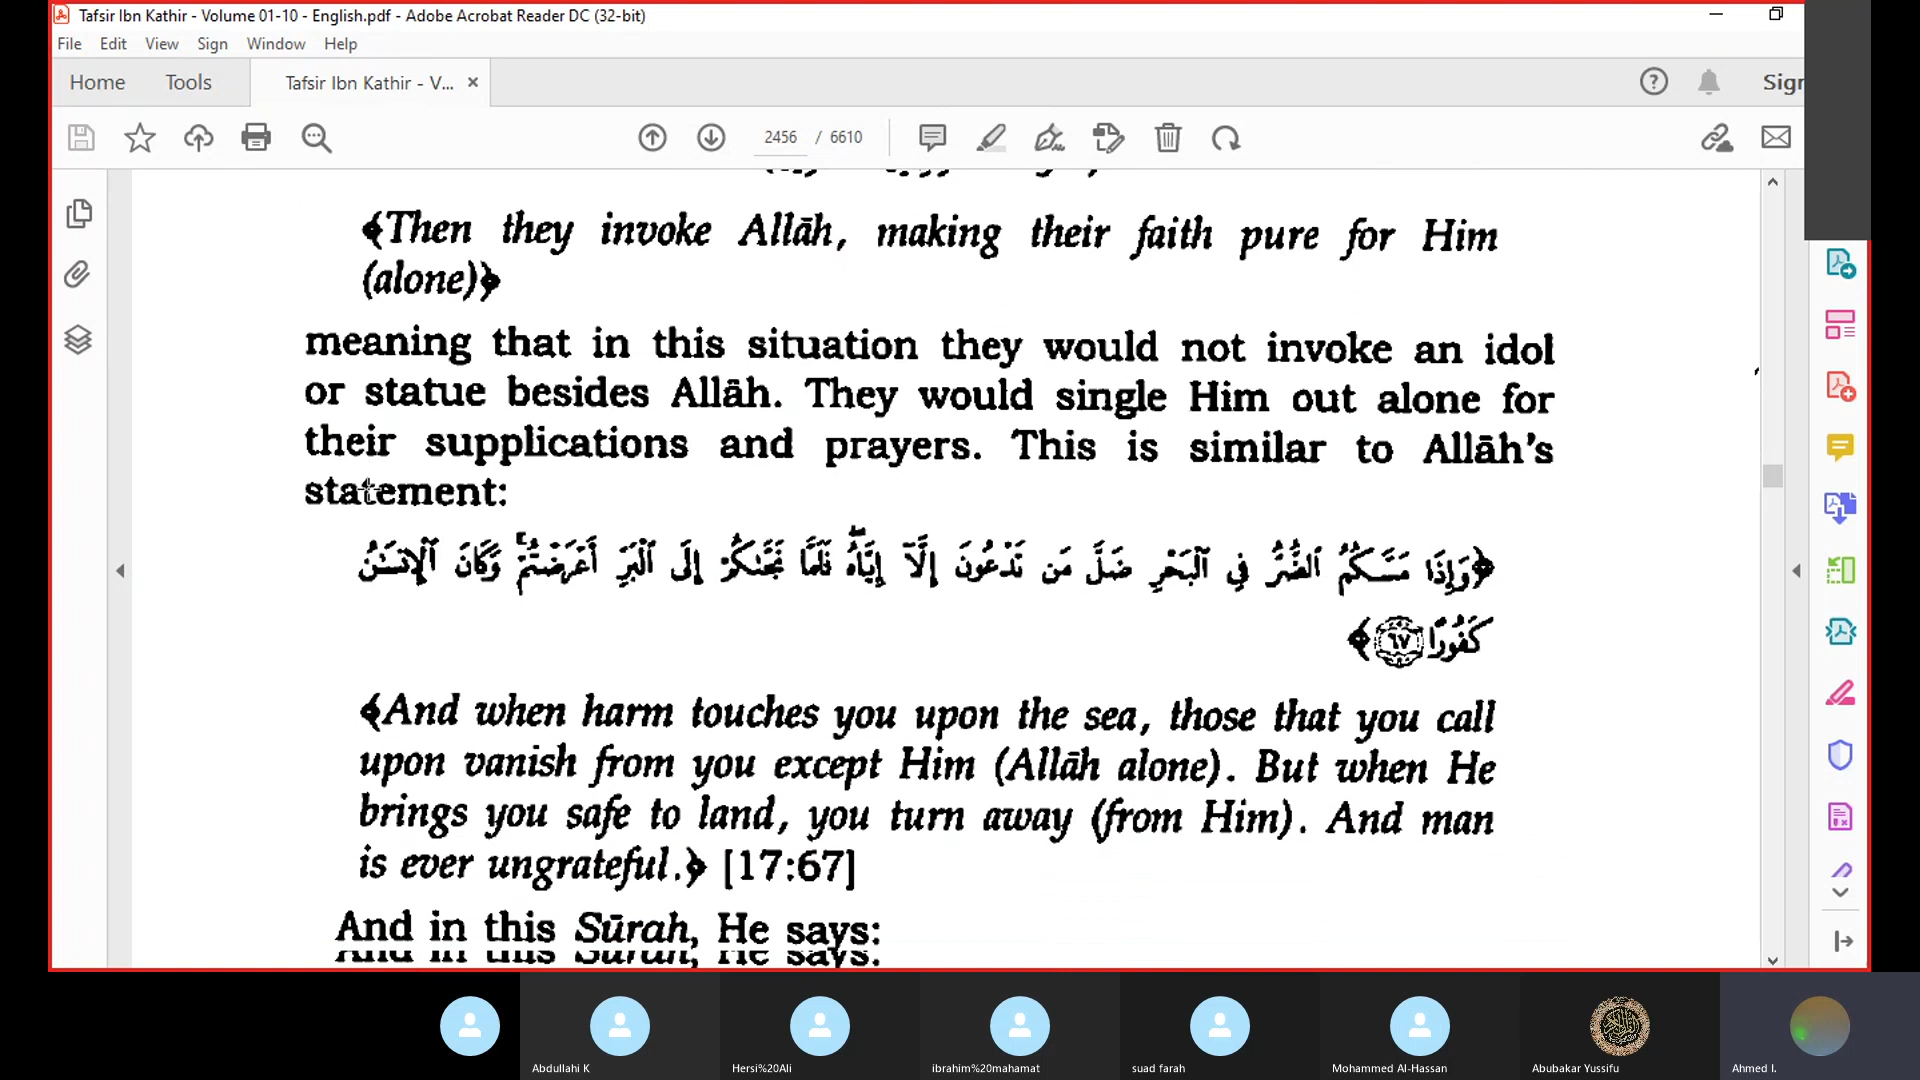 Tafsir Ibn Kathir - Volume 01-10 - English.pdf - Adobe Acrobat Reader DC (32-bit)
File Edit View Sign Window Help
Home Tools Tafsir Ibn Kathir - V... × Sign
2456 / 6610
﴾Then they invoke Allāh, making their faith pure for Him
(alone)﴿
meaning that in this situation they would not invoke an idol
or statue besides Allāh. They would single Him out alone for
their supplications and prayers. This is similar to Allāh's
statement:
﴿وَإِذَا مَسَّكُمُ ٱلضُّرُّ فِى ٱلْبَحْرِ ضَلَّ مَن تَدْعُونَ إِلَّآ إِيَّاهُ ۖ فَلَمَّا نَجَّىٰكُمْ إِلَى ٱلْبَرِّ أَعْرَضْتُمْ ۚ وَكَانَ ٱلْإِنسَٰنُ
كَفُورًا ٦٧﴾
﴾And when harm touches you upon the sea, those that you call
upon vanish from you except Him (Allāh alone). But when He
brings you safe to land, you turn away (from Him). And man
is ever ungrateful.﴿ [17:67]
And in this Sūrah, He says:
Abdullahi K Hersi%20Ali ibrahim%20mahamat suad farah Mohammed Al-Hassan Abubakar Yussifu Ahmed I.